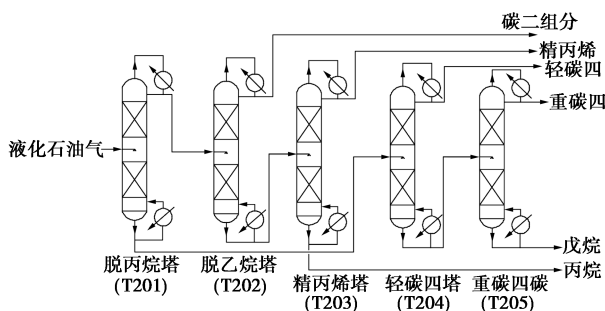 碳二组分
精丙烯
轻碳四
重碳四
液化石油气
戊烷
丙烷
脱丙烷塔
(T201)
脱乙烷塔
(T202)
精丙烯塔
(T203)
轻碳四塔
(T204)
重碳四碳
(T205)